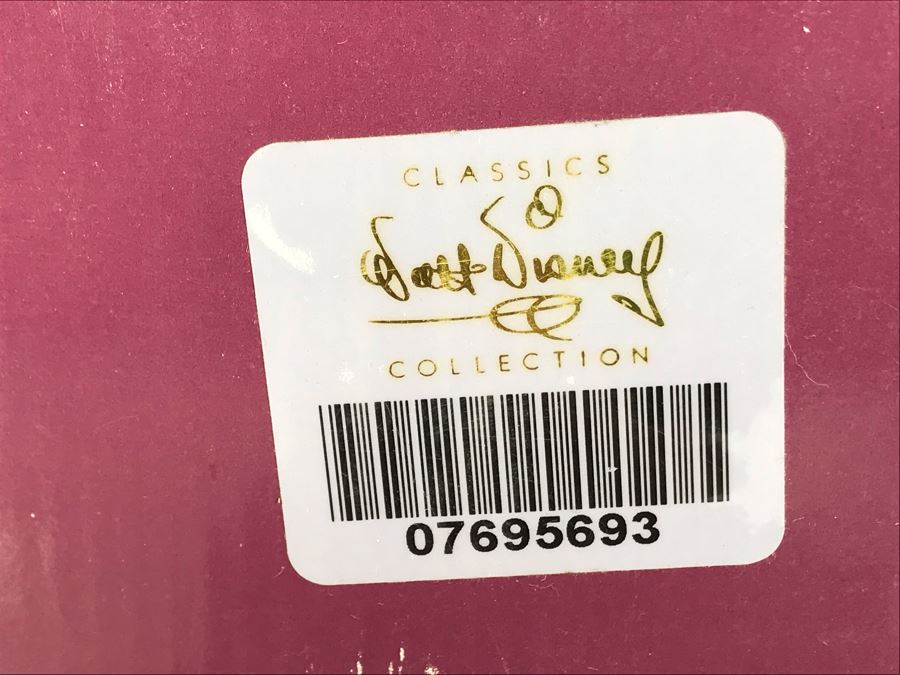 CLASSICS
Walt Disney
COLLECTION
07695693